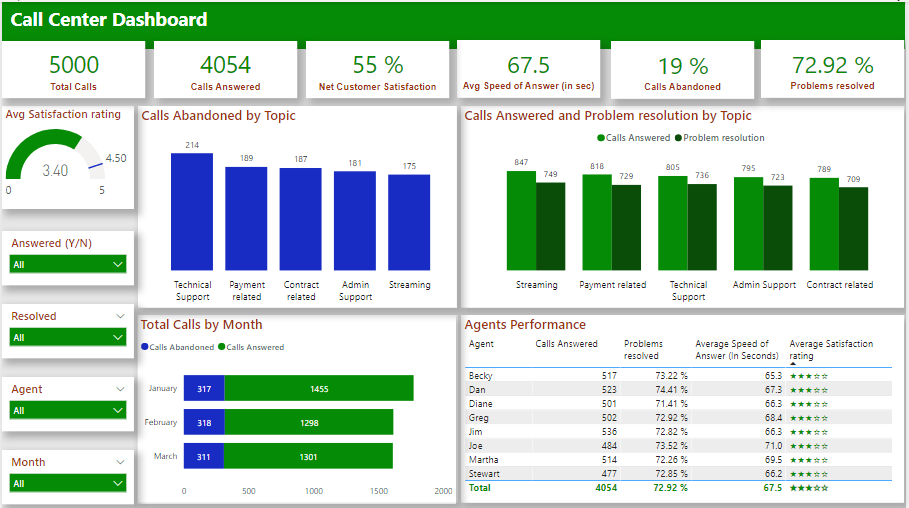 Call Center Dashboard
5000
Total Calls
4054
Calls Answered
55 %
Net Customer Satisfaction
67.5
Avg Speed of Answer (in sec)
19 %
Calls Abandoned
72.92 %
Problems resolved
Avg Satisfaction rating
4.50
3.40
0 5
Answered (Y/N)
All
Resolved
All
Agent
All
Month
All
Calls Abandoned by Topic
214 189 187 181 175
Technical Support
Payment related
Contract related
Admin Support
Streaming
Calls Answered and Problem resolution by Topic
Calls Answered Problem resolution
847 749 818 729 805 736 795 723 789 709
Streaming
Payment related
Technical Support
Admin Support
Contract related
Total Calls by Month
Calls Abandoned Calls Answered
January 317 1455
February 318 1298
March 311 1301
0 500 1000 1500 2000
Agents Performance
Agent Calls Answered Problems resolved Average Speed of Answer (In Seconds) Average Satisfaction rating
Becky 517 73.22 % 65.3 ★★★☆☆
Dan 523 74.41 % 67.3 ★★★☆☆
Diane 501 71.41 % 66.3 ★★★☆☆
Greg 502 72.92 % 68.4 ★★★☆☆
Jim 536 72.82 % 66.3 ★★★☆☆
Joe 484 73.52 % 71.0 ★★★☆☆
Martha 514 72.26 % 69.5 ★★★☆☆
Stewart 477 72.85 % 66.2 ★★★☆☆
Total 4054 72.92 % 67.5 ★★★☆☆